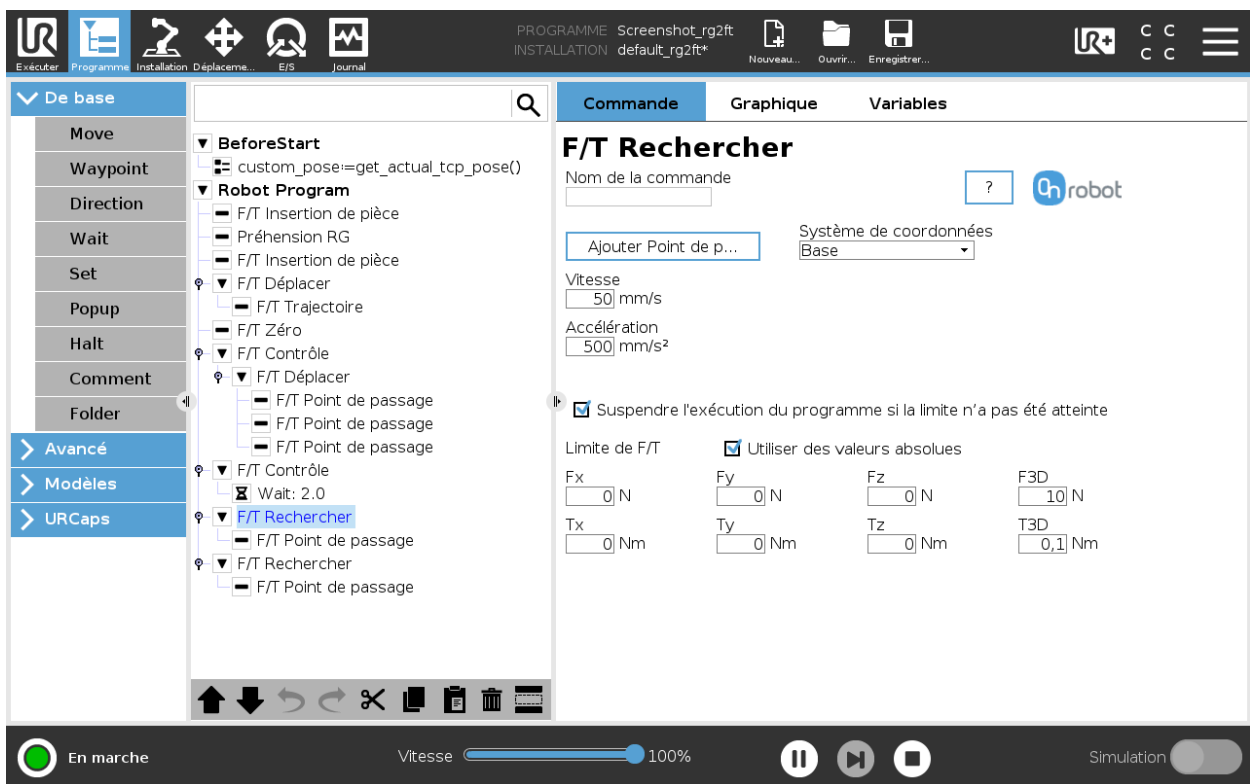 PROGRAMME Screenshot_rg2ft
INSTALLATION default_rg2ft*
Exécuter
Programme
Installation
Déplaceme...
E/S
Journal
Nouveau...
Ouvrir...
Enregistrer...
UR+
C C
C C
De base
Move
Waypoint
Direction
Wait
Set
Popup
Halt
Comment
Folder
Avancé
Modèles
URCaps
BeforeStart
custom_pose:=get_actual_tcp_pose()
Robot Program
F/T Insertion de pièce
Préhension RG
F/T Insertion de pièce
F/T Déplacer
F/T Trajectoire
F/T Zéro
F/T Contrôle
F/T Déplacer
F/T Point de passage
F/T Point de passage
F/T Point de passage
F/T Contrôle
Wait: 2.0
F/T Rechercher
F/T Point de passage
F/T Rechercher
F/T Point de passage
Commande Graphique Variables
F/T Rechercher
Nom de la commande
?
OnRobot
Ajouter Point de p...
Système de coordonnées
Base
Vitesse
50 mm/s
Accélération
500 mm/s²
Suspendre l'exécution du programme si la limite n'a pas été atteinte
Limite de F/T Utiliser des valeurs absolues
Fx Fy Fz F3D
0 N 0 N 0 N 10 N
Tx Ty Tz T3D
0 Nm 0 Nm 0 Nm 0,1 Nm
En marche
Vitesse 100%
Simulation